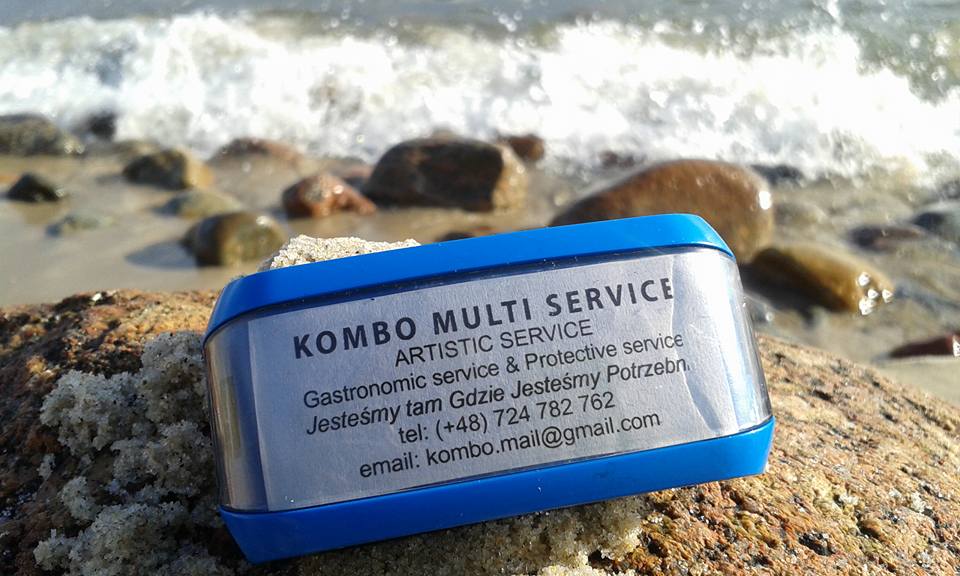 KOMBO MULTI SERVICE
ARTISTIC SERVICE
Gastronomic service & Protective service
Jesteśmy tam Gdzie Jesteśmy Potrzebni
tel: (+48) 724 782 762
email: kombo.mail@gmail.com